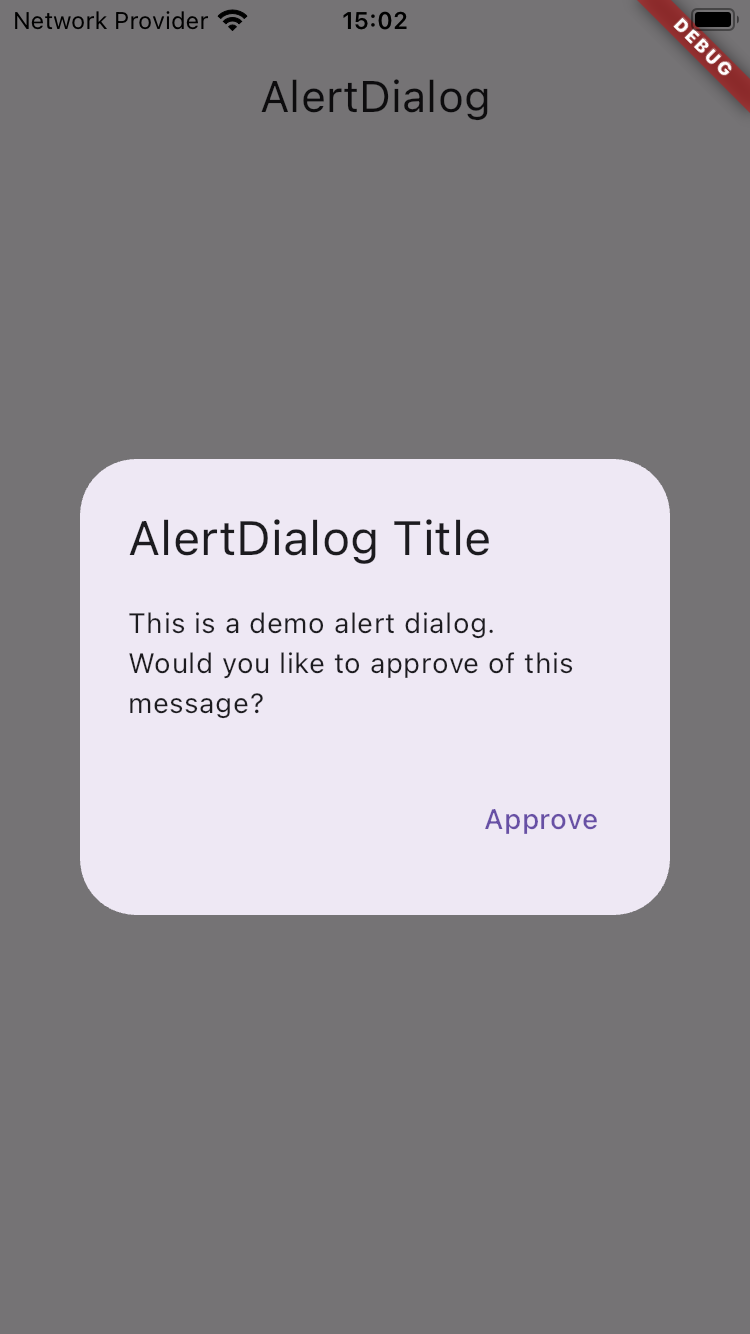 Network Provider 15:02
DEBUG
AlertDialog
AlertDialog Title
This is a demo alert dialog.
Would you like to approve of this
message?
Approve